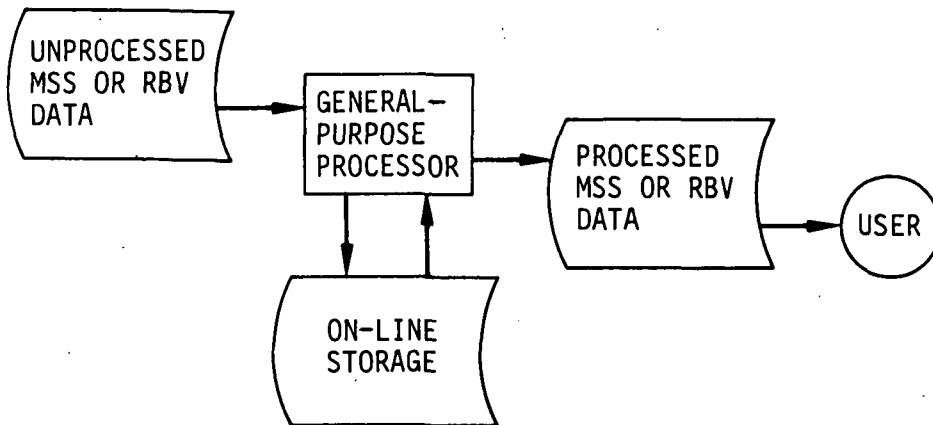 UNPROCESSED
MSS OR RBV
DATA
GENERAL-
PURPOSE
PROCESSOR
PROCESSED
MSS OR RBV
DATA
USER
ON-LINE
STORAGE